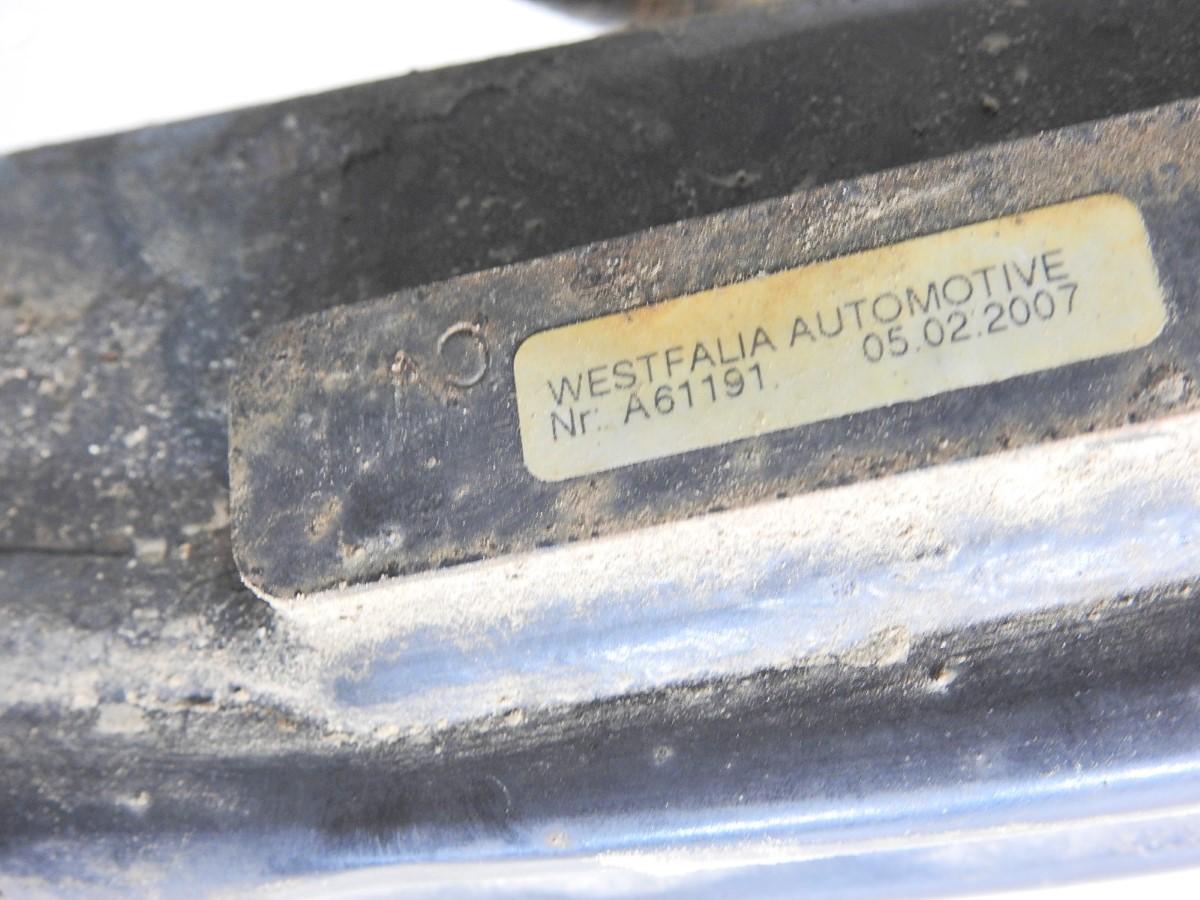 WESTFALIA AUTOMOTIVE
05.02.2007
Nr: A61191